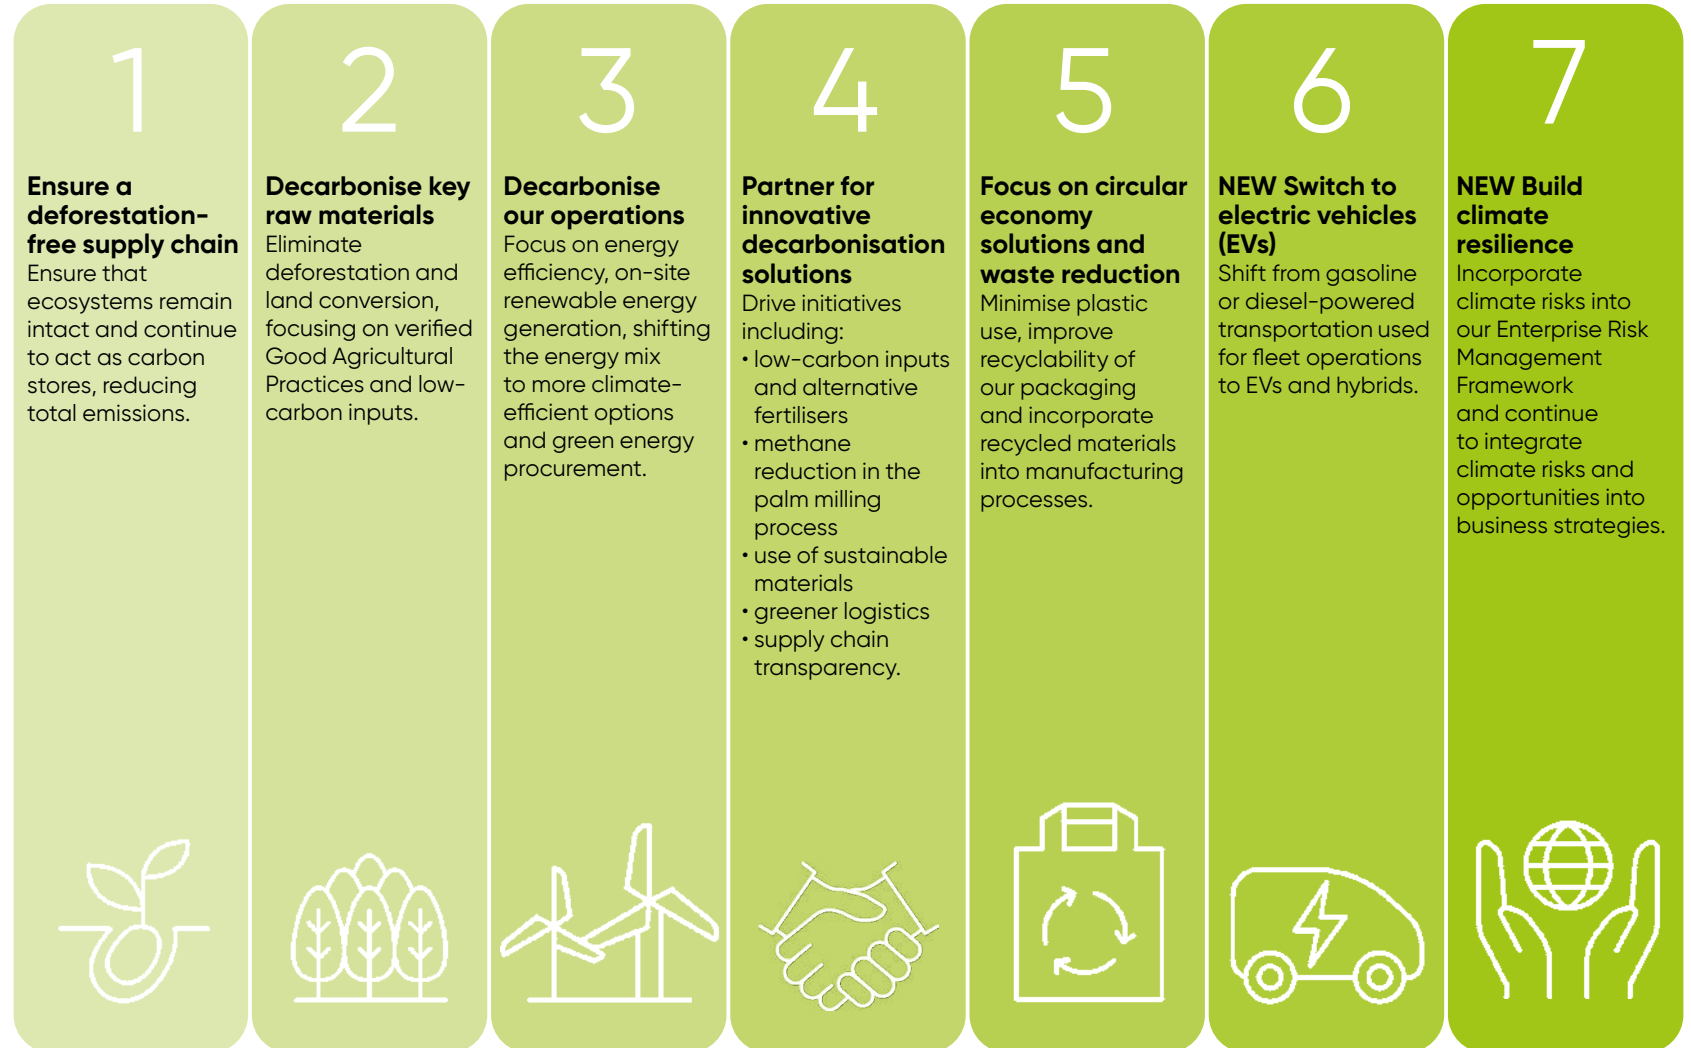 1
Ensure a
deforestation-
free supply chain
Ensure that
ecosystems remain
intact and continue
to act as carbon
stores, reducing
total emissions.
2
Decarbonise key
raw materials
Eliminate
deforestation and
land conversion,
focusing on verified
Good Agricultural
Practices and low-
carbon inputs.
3
Decarbonise
our operations
Focus on energy
efficiency, on-site
renewable energy
generation, shifting
the energy mix
to more climate-
efficient options
and green energy
procurement.
4
Partner for
innovative
decarbonisation
solutions
Drive initiatives
including:
• low-carbon inputs
and alternative
fertilisers
• methane
reduction in the
palm milling
process
• use of sustainable
materials
• greener logistics
• supply chain
transparency.
5
Focus on circular
economy
solutions and
waste reduction
Minimise plastic
use, improve
recyclability of
our packaging
and incorporate
recycled materials
into manufacturing
processes.
6
NEW Switch to
electric vehicles
(EVs)
Shift from gasoline
or diesel-powered
transportation used
for fleet operations
to EVs and hybrids.
7
NEW Build
climate
resilience
Incorporate
climate risks into
our Enterprise Risk
Management
Framework
and continue
to integrate
climate risks and
opportunities into
business strategies.